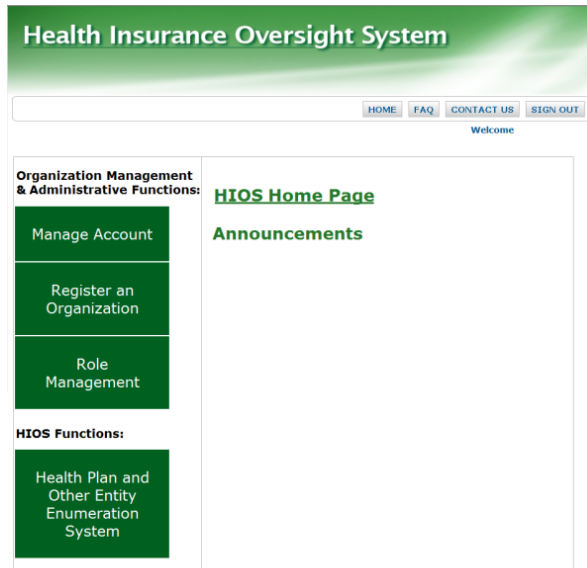 Health Insurance Oversight System
HOME FAQ CONTACT US SIGN OUT
Welcome
Organization Management
& Administrative Functions:
Manage Account
Register an
Organization
Role
Management
HIOS Functions:
Health Plan and
Other Entity
Enumeration
System
HIOS Home Page
Announcements